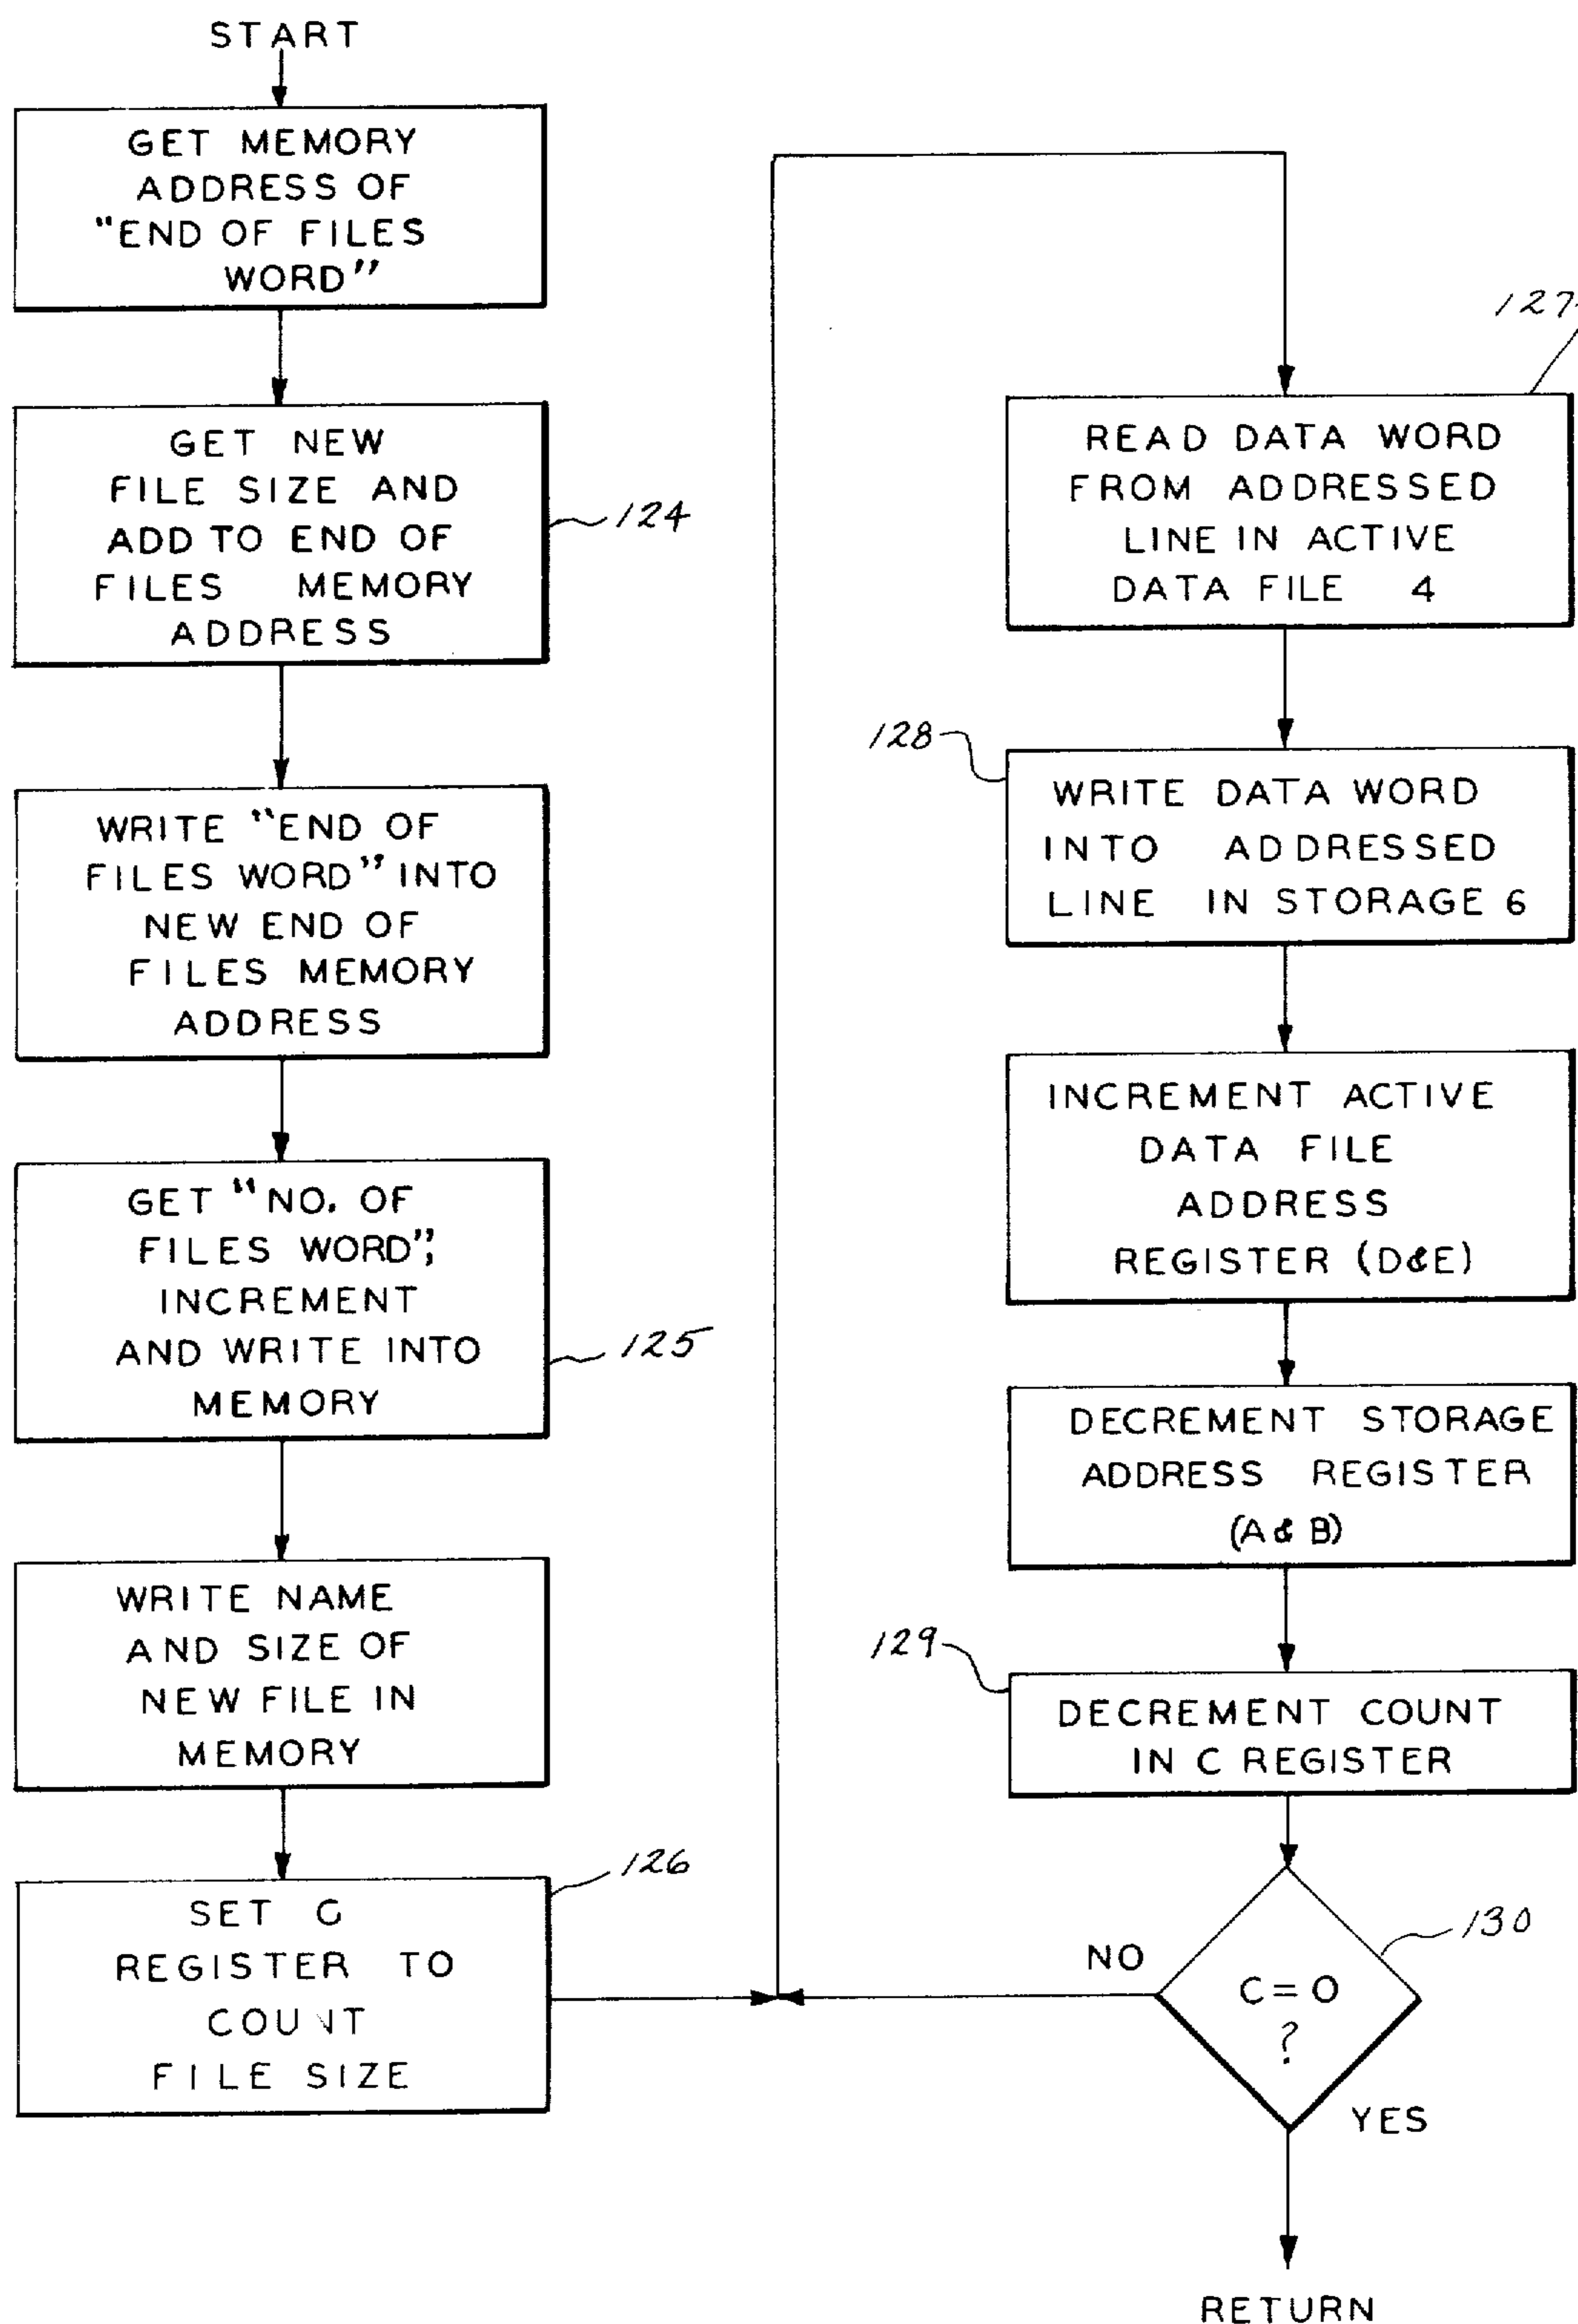 START
GET MEMORY
ADDRESS OF
"END OF FILES
WORD"
GET NEW
FILE SIZE AND
ADD TO END OF
FILES MEMORY
ADDRESS
124
WRITE "END OF
FILES WORD" INTO
NEW END OF
FILES MEMORY
ADDRESS
GET "NO. OF
FILES WORD",
INCREMENT
AND WRITE INTO
MEMORY
125
WRITE NAME
AND SIZE OF
NEW FILE IN
MEMORY
126
SET C
REGISTER TO
COUNT
FILE SIZE
127
READ DATA WORD
FROM ADDRESSED
LINE IN ACTIVE
DATA FILE 4
128
WRITE DATA WORD
INTO ADDRESSED
LINE IN STORAGE 6
INCREMENT ACTIVE
DATA FILE
ADDRESS
REGISTER (D&E)
DECREMENT STORAGE
ADDRESS REGISTER
(A & B)
129
DECREMENT COUNT
IN C REGISTER
130
NO
C = 0
?
YES
RETURN